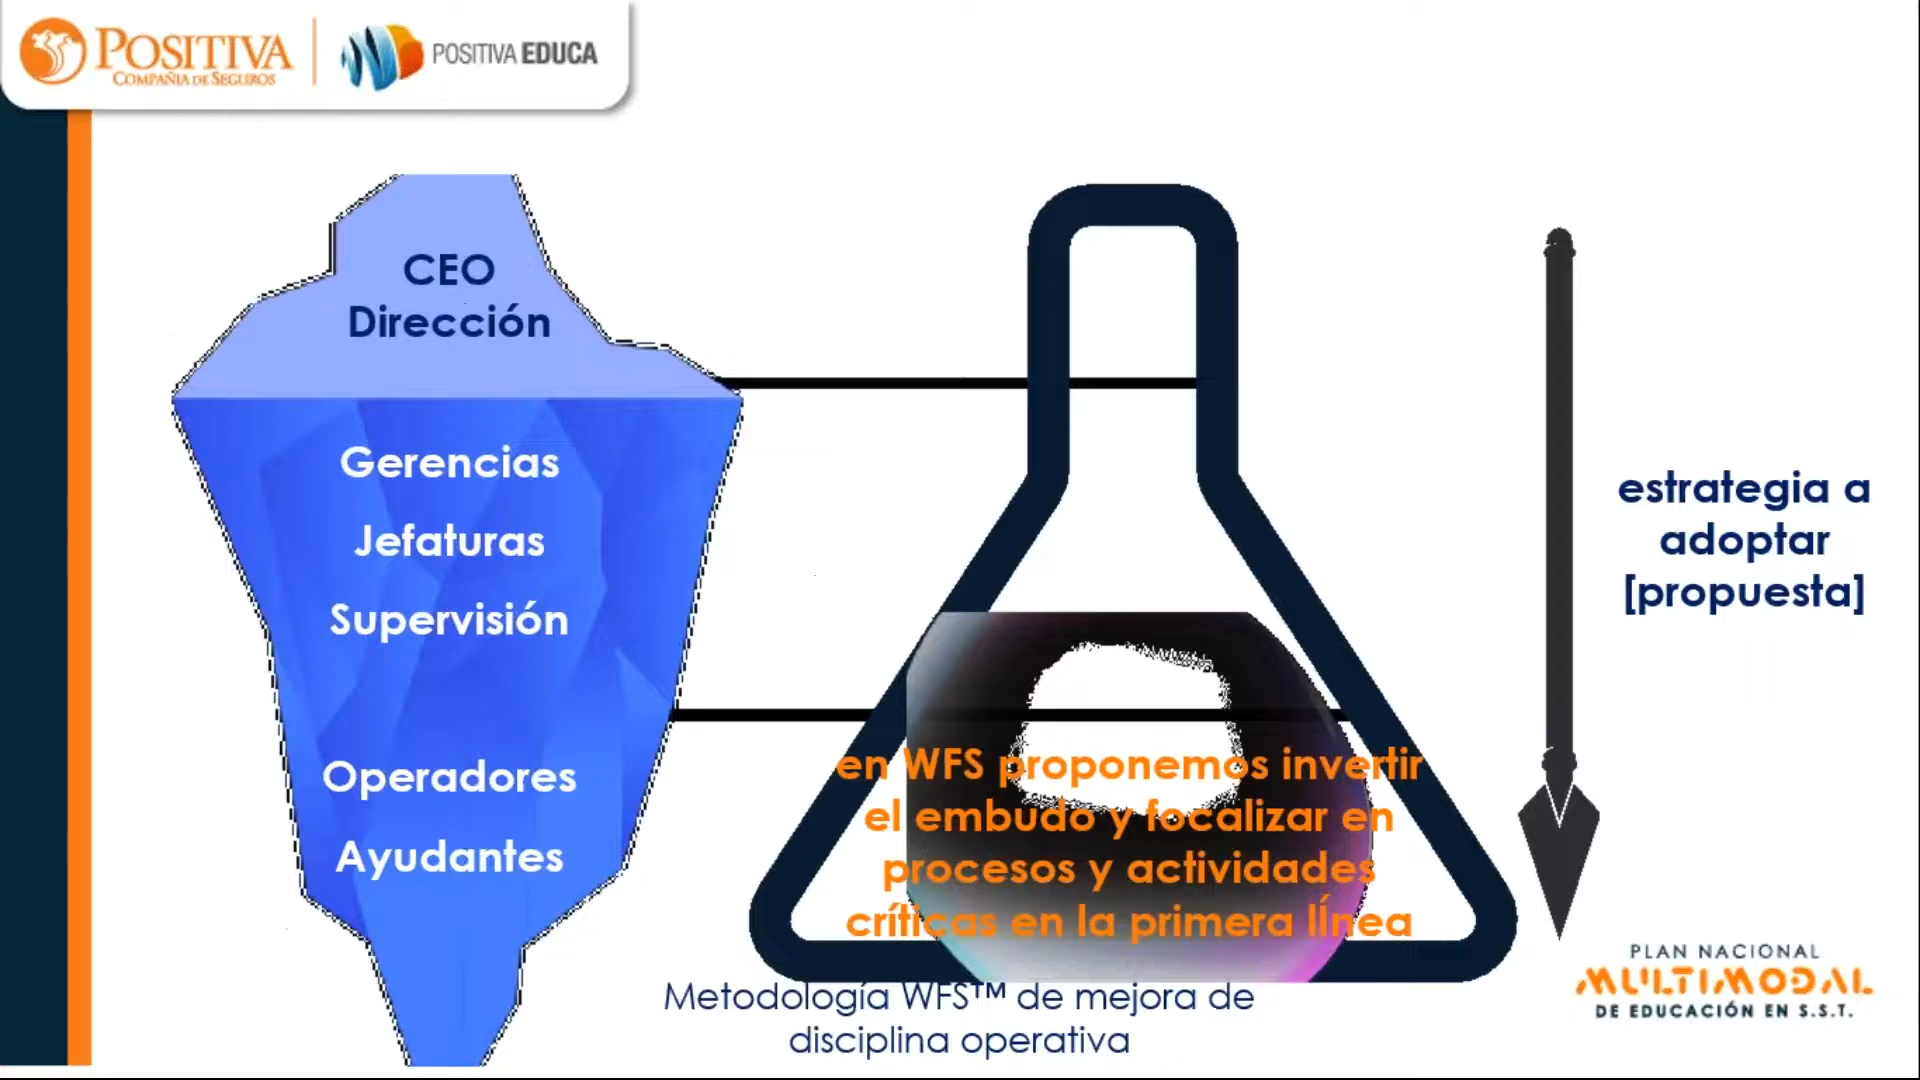 POSITIVA
COMPAÑIA DE SEGUROS
POSITIVA EDUCA
CEO
Dirección
Gerencias
Jefaturas
Supervisión
Operadores
Ayudantes
en WFS proponemos invertir
el embudo y focalizar en
procesos y actividades
críticas en la primera lÍnea
Metodología WFS™ de mejora de
disciplina operativa
estrategia a
adoptar
[propuesta]
PLAN NACIONAL
MULTIMODAL
DE EDUCACIÓN EN S.S.T.